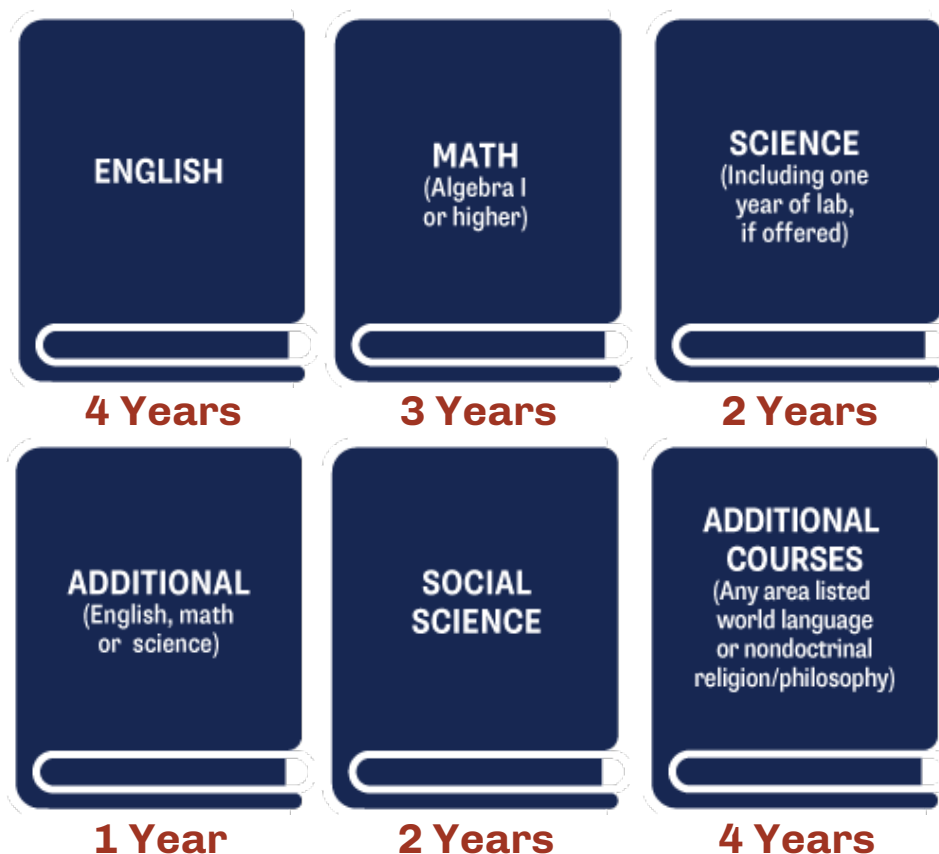 ENGLISH
4 Years
MATH
(Algebra I
or higher)
3 Years
SCIENCE
(Including one
year of lab,
if offered)
2 Years
ADDITIONAL
(English, math
or science)
1 Year
SOCIAL
SCIENCE
2 Years
ADDITIONAL
COURSES
(Any area listed
world language
or nondoctrinal
religion/philosophy)
4 Years